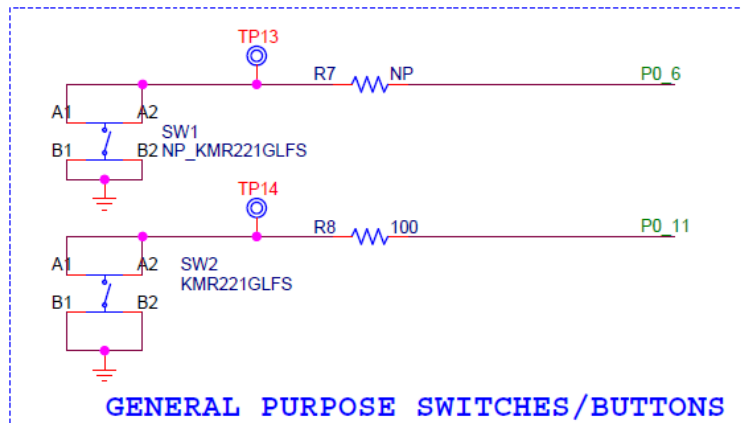 TP13
R7 NP P0_6
A1 A2
SW1
B1 B2 NP_KMR221GLFS
TP14
R8 100 P0_11
A1 A2 SW2
KMR221GLFS
B1 B2
GENERAL PURPOSE SWITCHES/BUTTONS